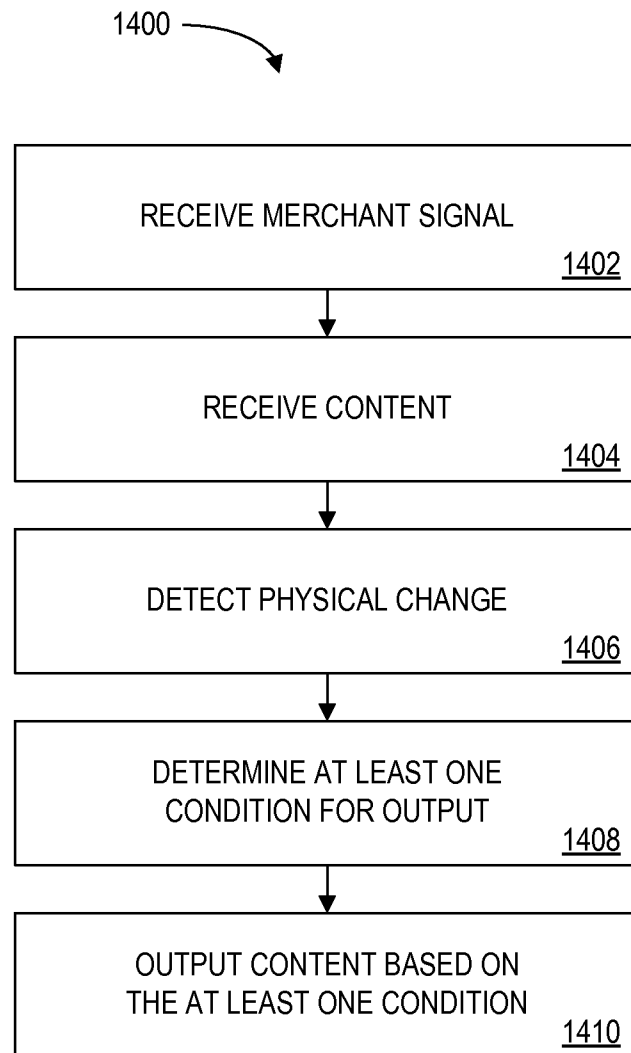 1400
RECEIVE MERCHANT SIGNAL
1402
RECEIVE CONTENT
1404
DETECT PHYSICAL CHANGE
1406
DETERMINE AT LEAST ONE
CONDITION FOR OUTPUT
1408
OUTPUT CONTENT BASED ON
THE AT LEAST ONE CONDITION
1410